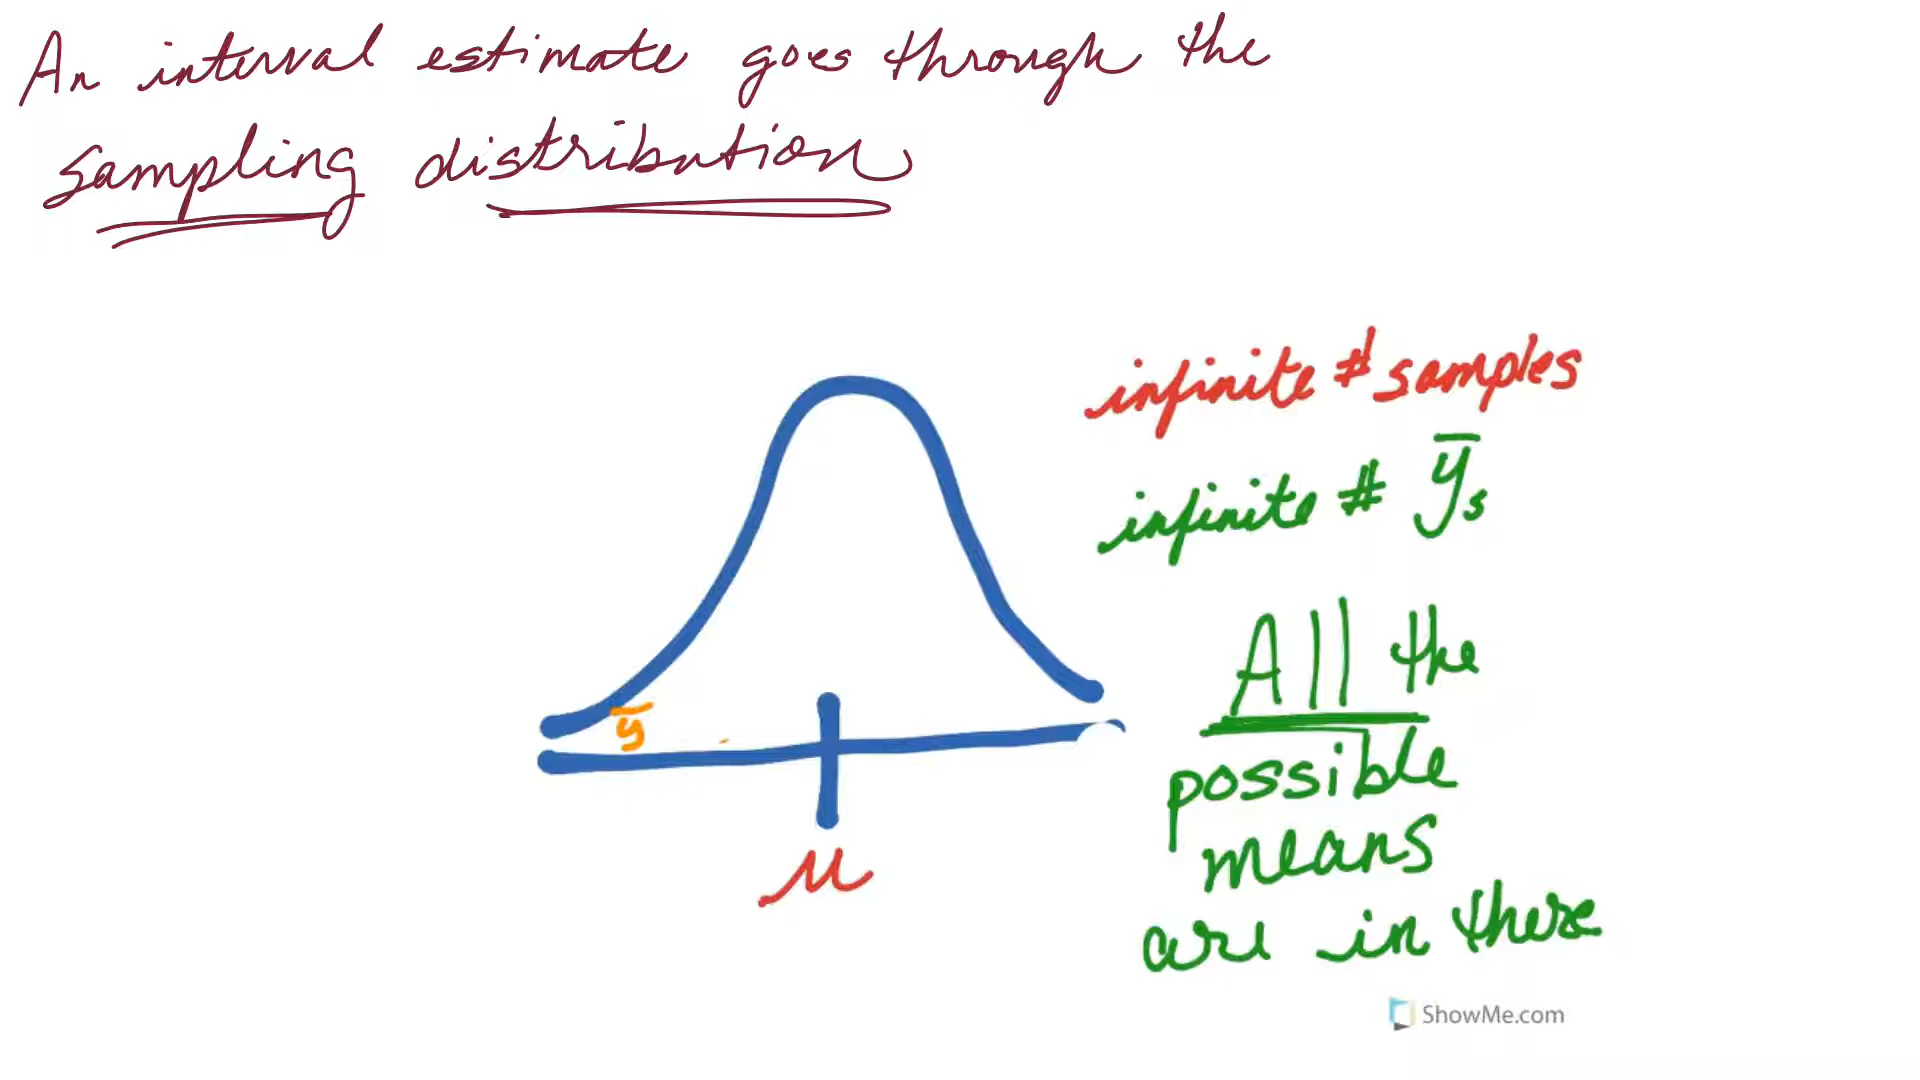 An interval estimate goes through the
sampling distribution
infinite # samples
infinite # ȳs
All the
possible
means
are in there
ȳ
μ
ShowMe.com